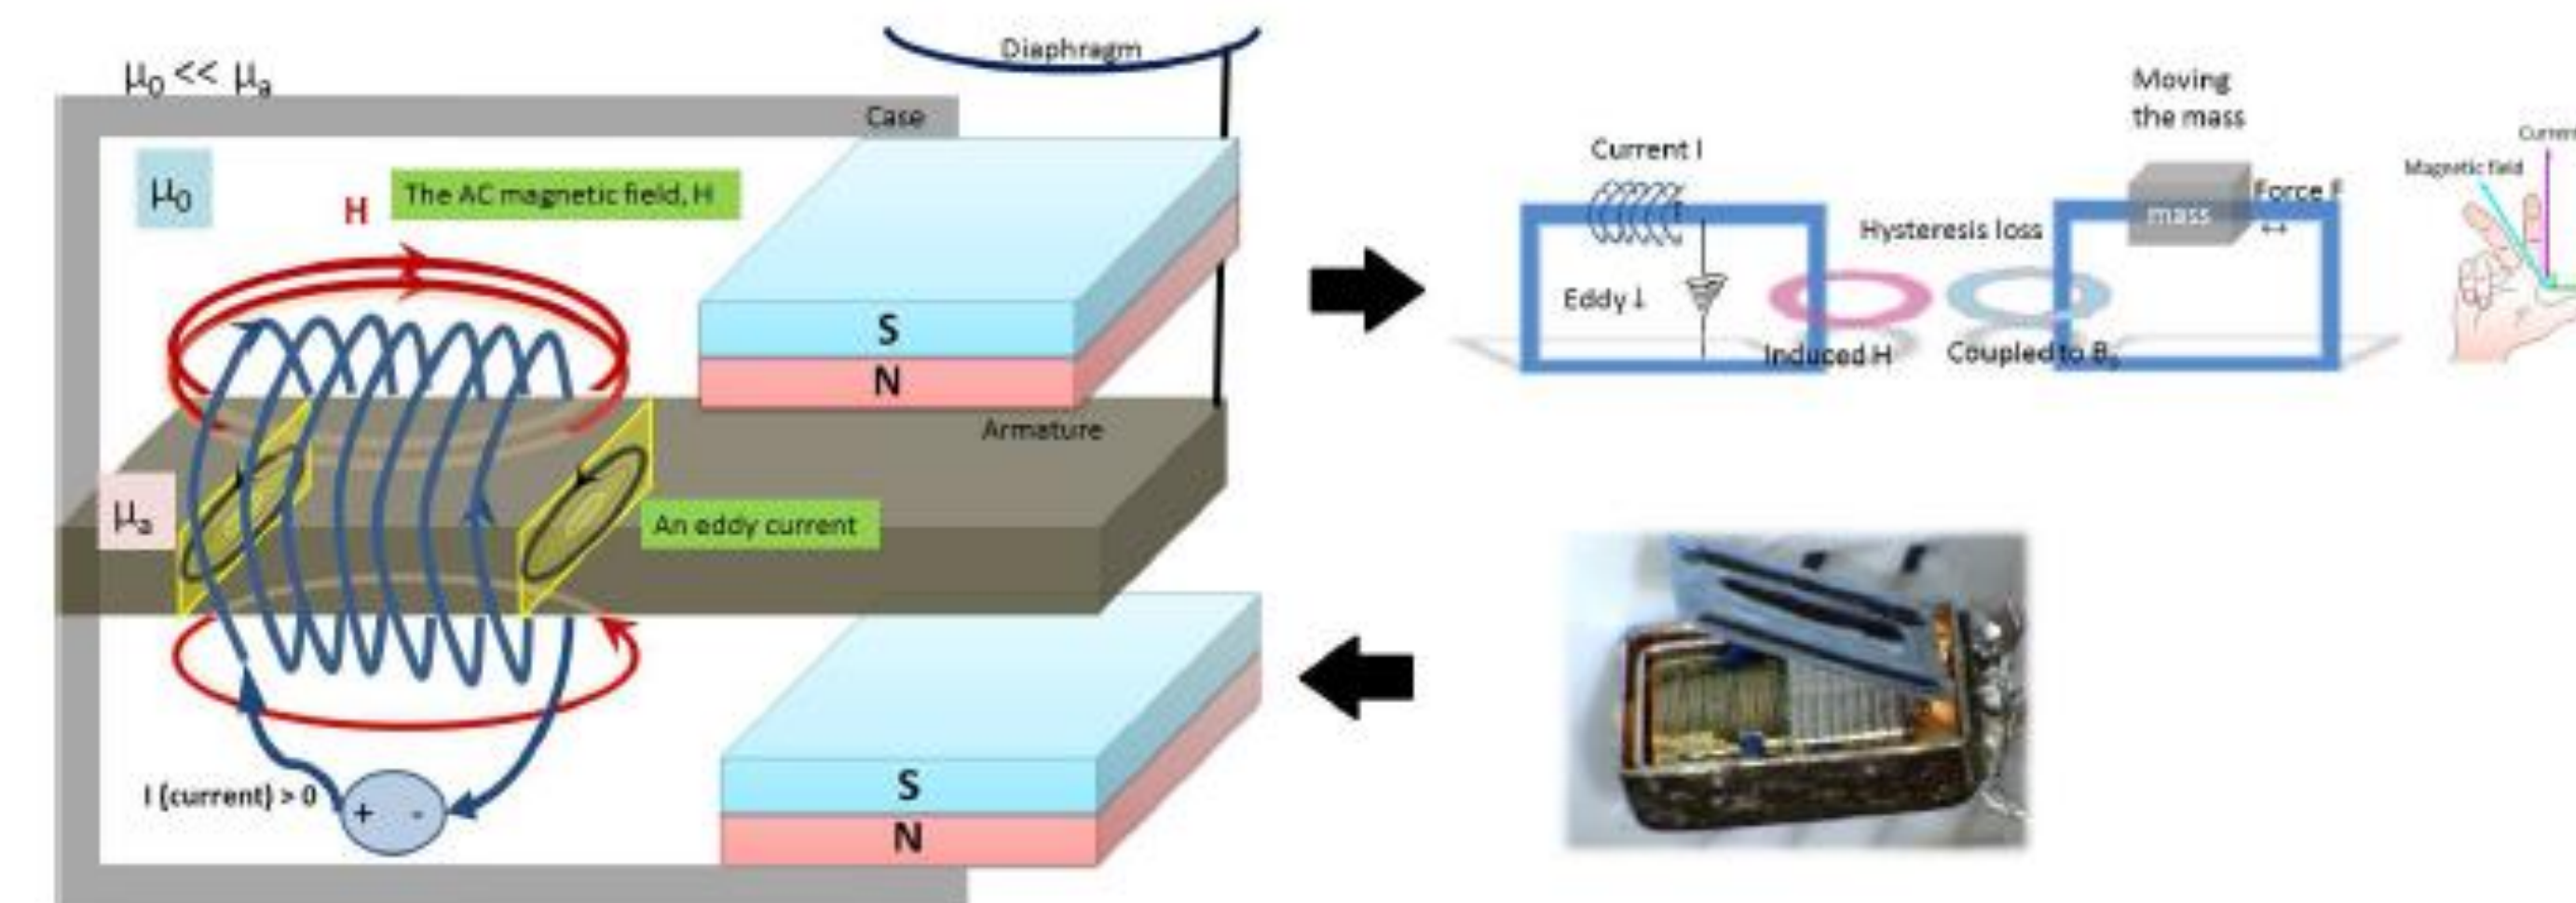 Diaphragm
μ0 << μa
Case
μ0
H
The AC magnetic field, H
S
N
Armature
μa
An eddy current
S
N
I (current) > 0
+ -
Current I
Eddy ↓
Hysteresis loss
Induced H
Coupled to B
Moving
the mass
mass
Force F
↔
Magnetic field
Curren